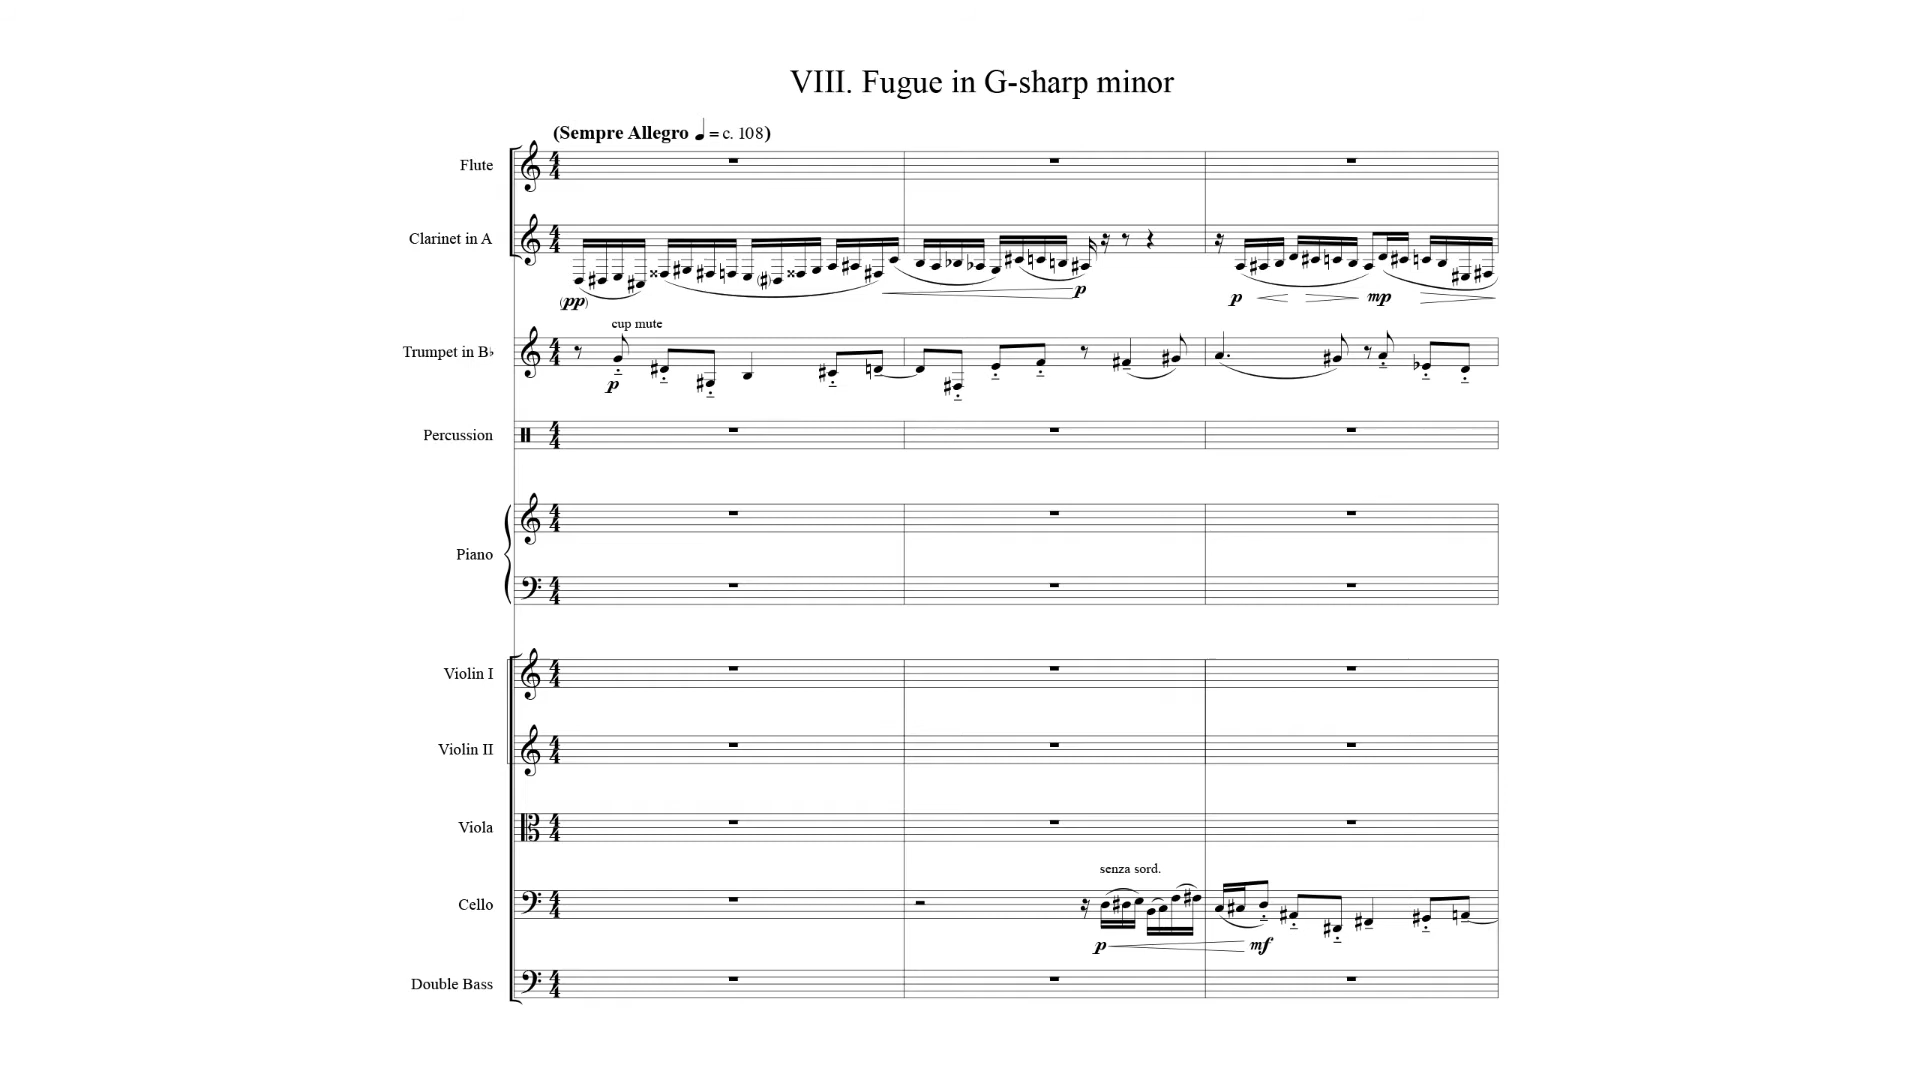 VIII. Fugue in G-sharp minor
(Sempre Allegro ♩ = c. 108)
Flute
Clarinet in A
(pp)
p
p
mp
cup mute
Trumpet in B♭
p
Percussion
Piano
Violin I
Violin II
Viola
senza sord.
Cello
p
mf
Double Bass